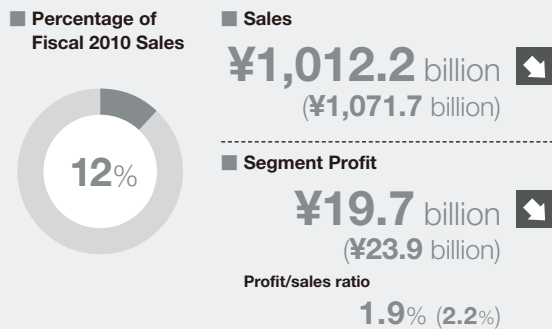 Percentage of
Fiscal 2010 Sales
12%
Sales
¥1,012.2 billion
(¥1,071.7 billion)
Segment Profit
¥19.7 billion
(¥23.9 billion)
Profit/sales ratio
1.9% (2.2%)